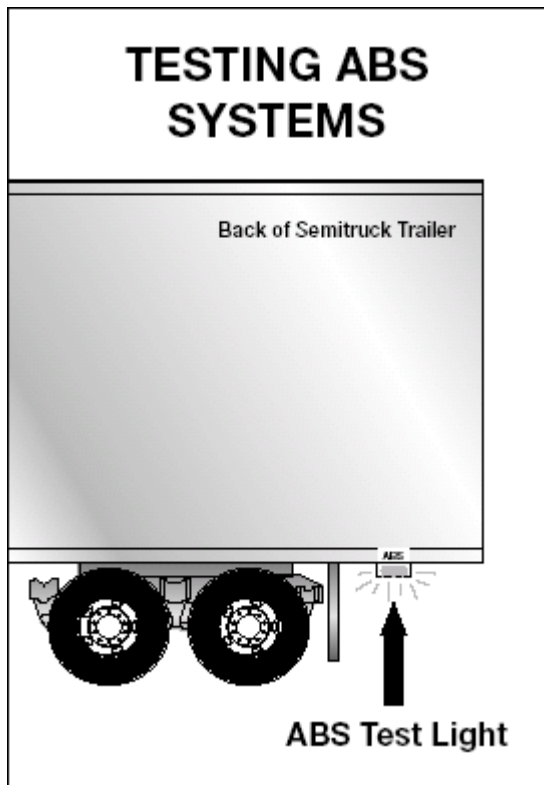 TESTING ABS
SYSTEMS
Back of Semitruck Trailer
ABS
ABS Test Light